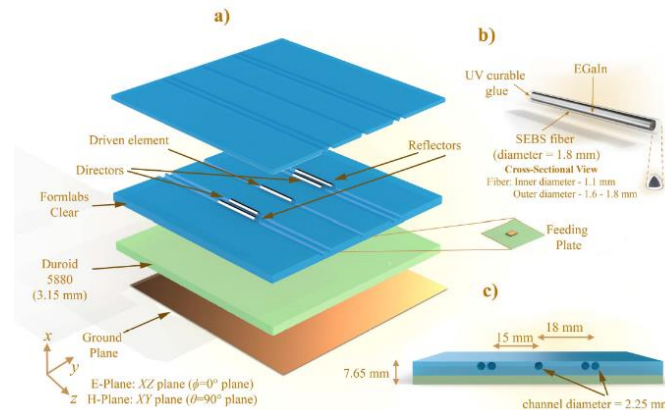 a)
b)
EGaIn
UV curable
glue
SEBS fiber
(diameter = 1.8 mm)
Cross-Sectional View
Fiber: Inner diameter - 1.1 mm
Outer diameter - 1.6 - 1.8 mm
Driven element
Reflectors
Directors
Formlabs
Clear
Feeding
Plate
Duroid
5880
(3.15 mm)
Ground
Plane
c)
18 mm
15 mm
7.65 mm
channel diameter = 2.25 mm
x
y
z
E-Plane: XZ plane (ϕ=0° plane)
H-Plane: XY plane (θ=90° plane)